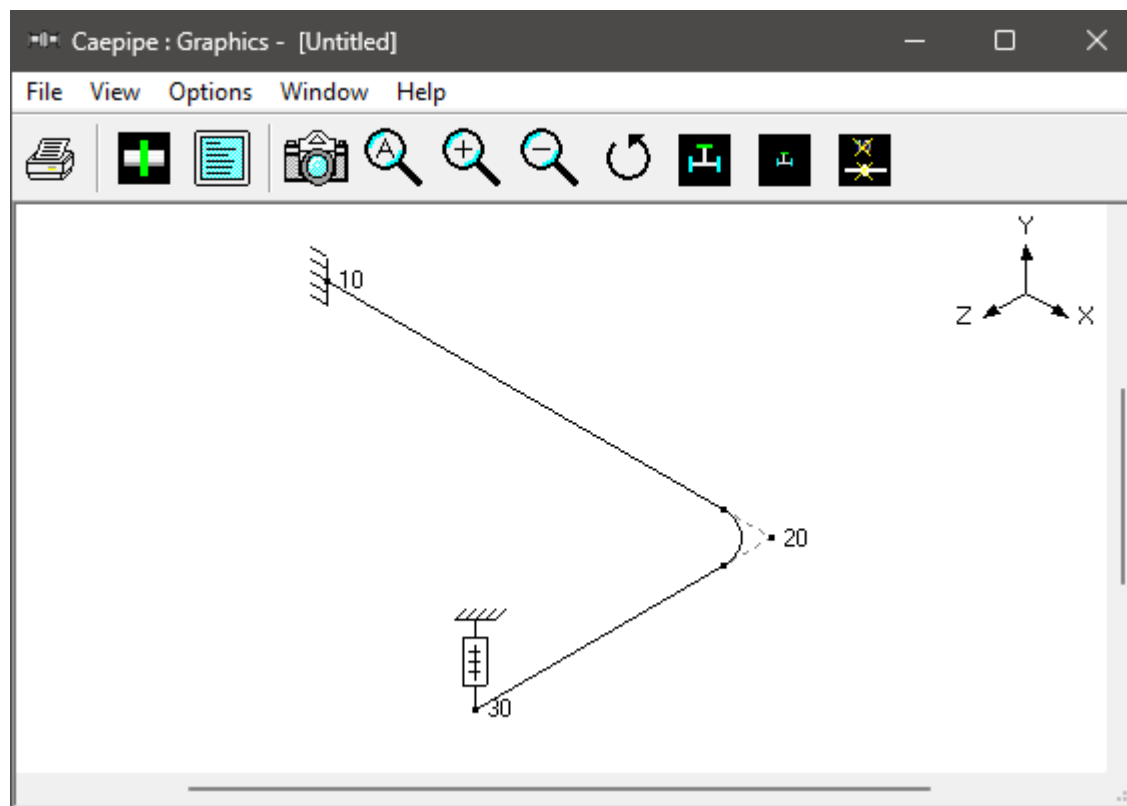 Caepipe : Graphics - [Untitled]
File View Options Window Help
A
Y
10
Z X
20
30